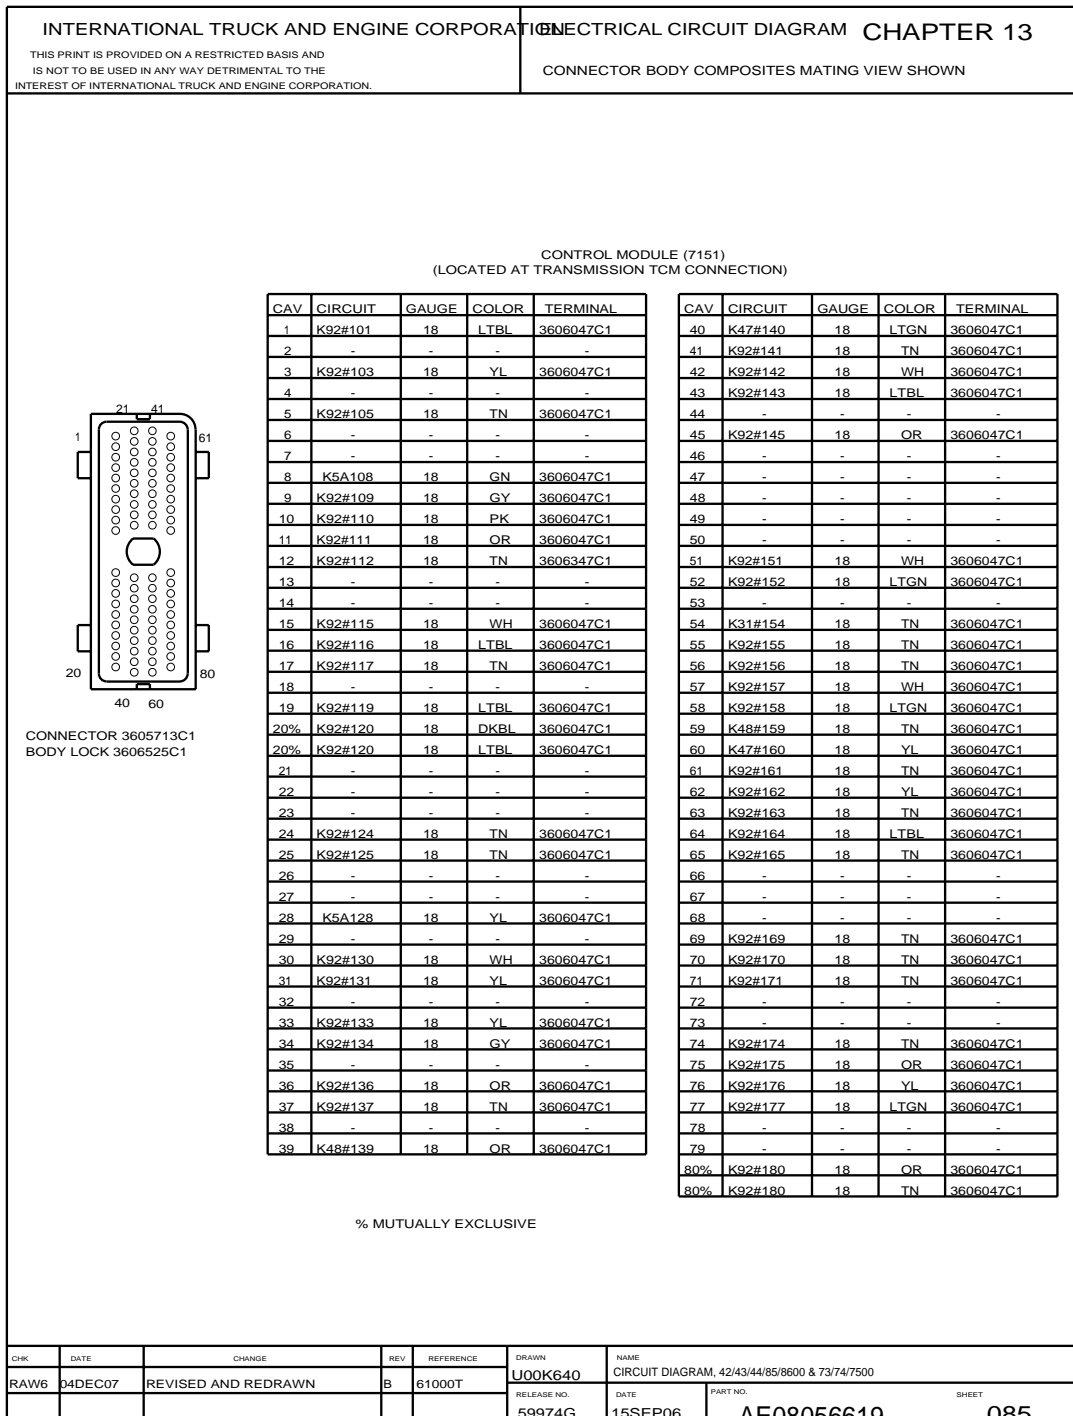 INTERNATIONAL TRUCK AND ENGINE CORPORATION
THIS PRINT IS PROVIDED ON A RESTRICTED BASIS AND
IS NOT TO BE USED IN ANY WAY DETRIMENTAL TO THE
INTEREST OF INTERNATIONAL TRUCK AND ENGINE CORPORATION.
ELECTRICAL CIRCUIT DIAGRAM CHAPTER 13
CONNECTOR BODY COMPOSITES MATING VIEW SHOWN
CONTROL MODULE (7151)
(LOCATED AT TRANSMISSION TCM CONNECTION)
21 41
1 61
20 80
40 60
CONNECTOR 3605713C1
BODY LOCK 3606525C1
CAV CIRCUIT GAUGE COLOR TERMINAL
1 K92#101 18 LTBL 3606047C1
2 - - - -
3 K92#103 18 YL 3606047C1
4 - - - -
5 K92#105 18 TN 3606047C1
6 - - - -
7 - - - -
8 K5A108 18 GN 3606047C1
9 K92#109 18 GY 3606047C1
10 K92#110 18 PK 3606047C1
11 K92#111 18 OR 3606047C1
12 K92#112 18 TN 3606347C1
13 - - - -
14 - - - -
15 K92#115 18 WH 3606047C1
16 K92#116 18 LTBL 3606047C1
17 K92#117 18 TN 3606047C1
18 - - - -
19 K92#119 18 LTBL 3606047C1
20% K92#120 18 DKBL 3606047C1
20% K92#120 18 LTBL 3606047C1
21 - - - -
22 - - - -
23 - - - -
24 K92#124 18 TN 3606047C1
25 K92#125 18 TN 3606047C1
26 - - - -
27 - - - -
28 K5A128 18 YL 3606047C1
29 - - - -
30 K92#130 18 WH 3606047C1
31 K92#131 18 YL 3606047C1
32 - - - -
33 K92#133 18 YL 3606047C1
34 K92#134 18 GY 3606047C1
35 - - - -
36 K92#136 18 OR 3606047C1
37 K92#137 18 TN 3606047C1
38 - - - -
39 K48#139 18 OR 3606047C1
CAV CIRCUIT GAUGE COLOR TERMINAL
40 K47#140 18 LTGN 3606047C1
41 K92#141 18 TN 3606047C1
42 K92#142 18 WH 3606047C1
43 K92#143 18 LTBL 3606047C1
44 - - - -
45 K92#145 18 OR 3606047C1
46 - - - -
47 - - - -
48 - - - -
49 - - - -
50 - - - -
51 K92#151 18 WH 3606047C1
52 K92#152 18 LTGN 3606047C1
53 - - - -
54 K31#154 18 TN 3606047C1
55 K92#155 18 TN 3606047C1
56 K92#156 18 TN 3606047C1
57 K92#157 18 WH 3606047C1
58 K92#158 18 LTGN 3606047C1
59 K48#159 18 TN 3606047C1
60 K47#160 18 YL 3606047C1
61 K92#161 18 TN 3606047C1
62 K92#162 18 YL 3606047C1
63 K92#163 18 TN 3606047C1
64 K92#164 18 LTBL 3606047C1
65 K92#165 18 TN 3606047C1
66 - - - -
67 - - - -
68 - - - -
69 K92#169 18 TN 3606047C1
70 K92#170 18 TN 3606047C1
71 K92#171 18 TN 3606047C1
72 - - - -
73 - - - -
74 K92#174 18 TN 3606047C1
75 K92#175 18 OR 3606047C1
76 K92#176 18 YL 3606047C1
77 K92#177 18 LTGN 3606047C1
78 - - - -
79 - - - -
80% K92#180 18 OR 3606047C1
80% K92#180 18 TN 3606047C1
% MUTUALLY EXCLUSIVE
CHK DATE CHANGE REV REFERENCE
RAW6 04DEC07 REVISED AND REDRAWN B 61000T
DRAWN
U00K640
NAME
CIRCUIT DIAGRAM, 42/43/44/85/8600 & 73/74/7500
RELEASE NO.
59974G
DATE
15SEP06
PART NO.
AE08056619
SHEET
085